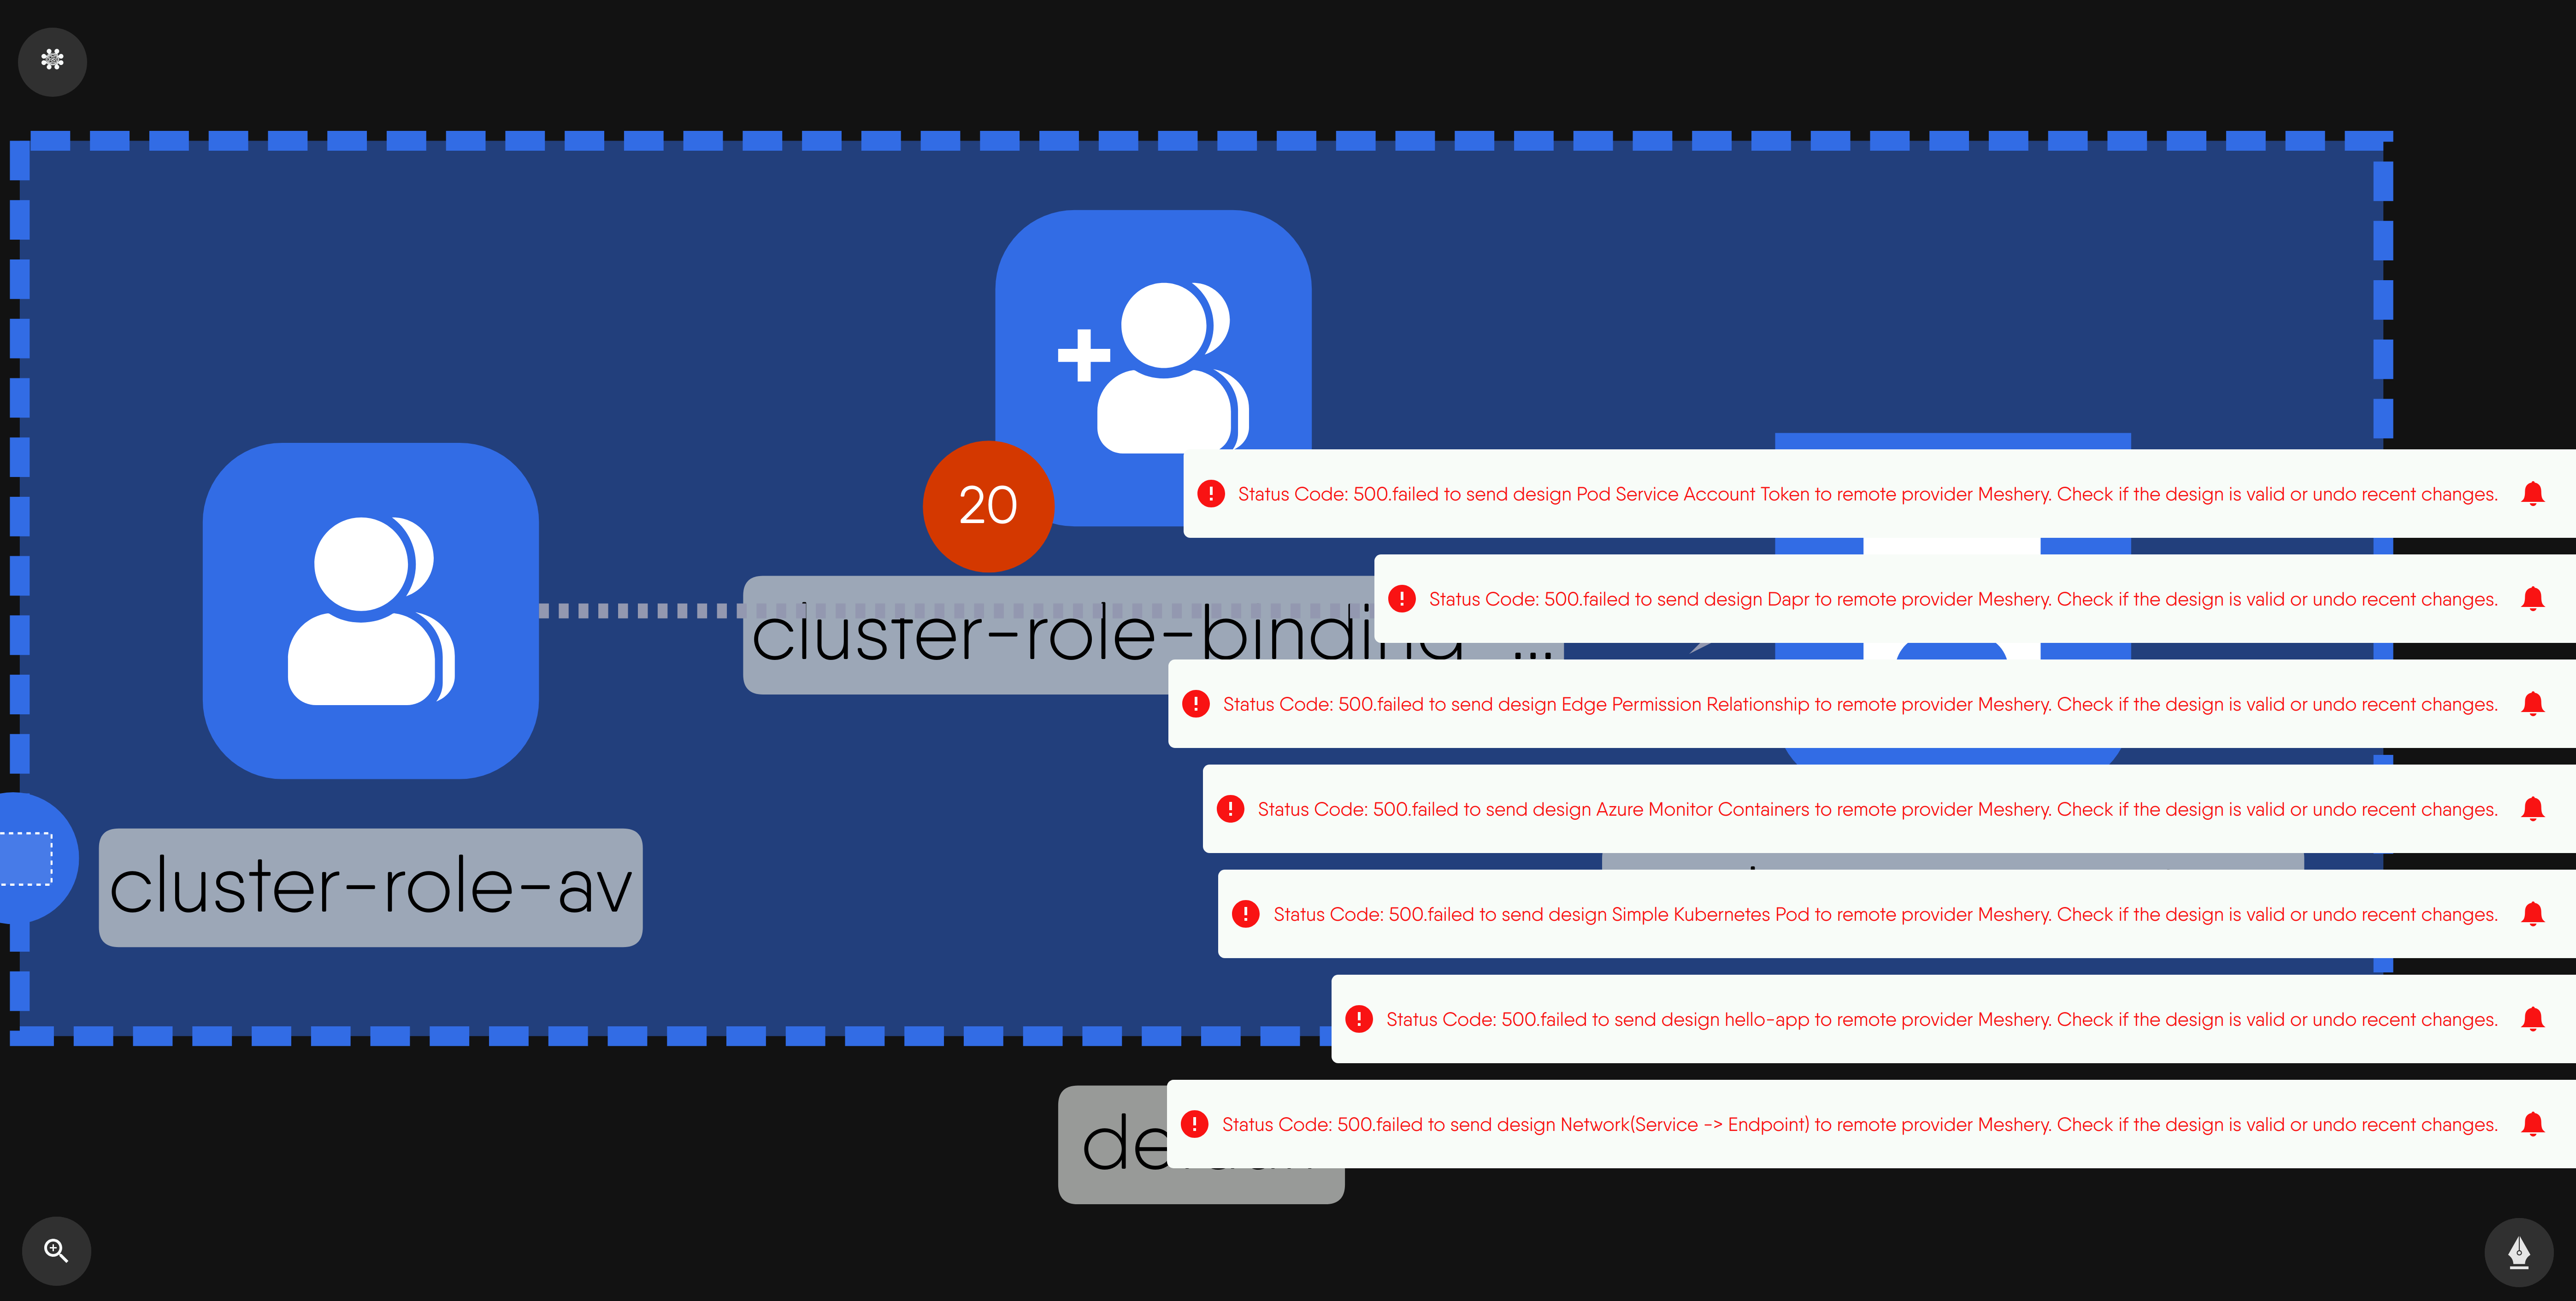 20
Status Code: 500.failed to send design Pod Service Account Token to remote provider Meshery. Check if the design is valid or undo recent changes.
Status Code: 500.failed to send design Dapr to remote provider Meshery. Check if the design is valid or undo recent changes.
cluster-role-binding-...
Status Code: 500.failed to send design Edge Permission Relationship to remote provider Meshery. Check if the design is valid or undo recent changes.
Status Code: 500.failed to send design Azure Monitor Containers to remote provider Meshery. Check if the design is valid or undo recent changes.
cluster-role-av
Status Code: 500.failed to send design Simple Kubernetes Pod to remote provider Meshery. Check if the design is valid or undo recent changes.
Status Code: 500.failed to send design hello-app to remote provider Meshery. Check if the design is valid or undo recent changes.
Status Code: 500.failed to send design Network(Service -> Endpoint) to remote provider Meshery. Check if the design is valid or undo recent changes.